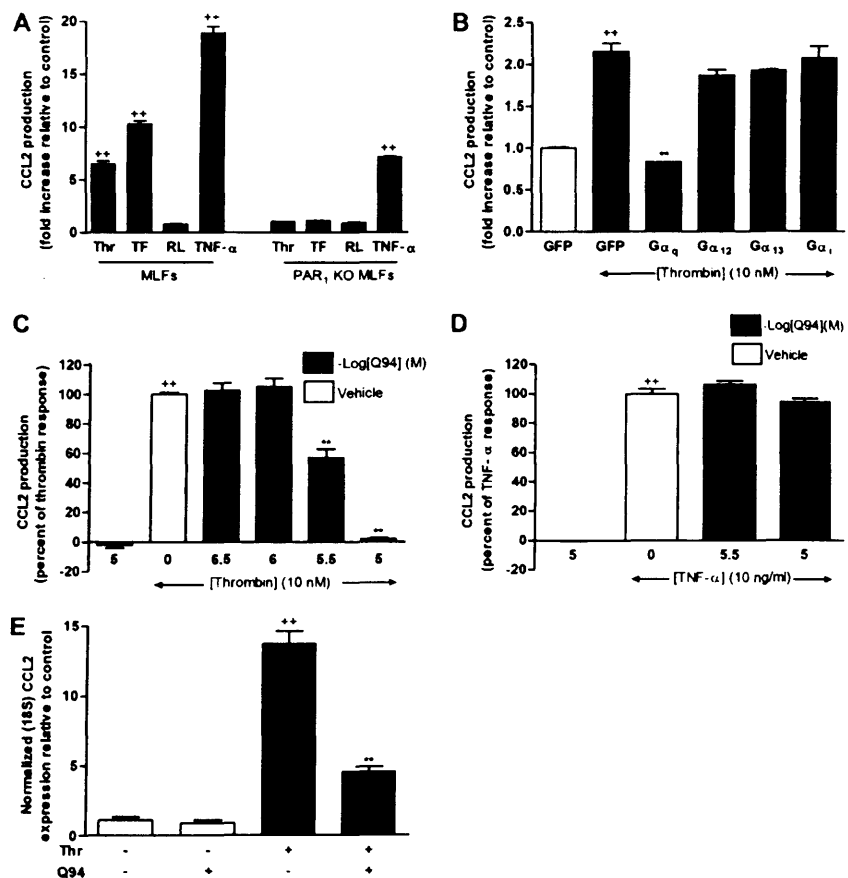 A
CCL2 production
(fold increase relative to control)
20
15
10
5
0
++
++
++
++
Thr TF RL TNF-α
Thr TF RL TNF-α
MLFs
PAR1 KO MLFs
B
CCL2 production
(fold increase relative to control)
2.5
2.0
1.5
1.0
0.5
0.0
++
**
GFP GFP Gαq Gα12 Gα13 Gαi
[Thrombin] (10 nM)
C
CCL2 production
(percent of thrombin response)
120
100
80
60
40
20
0
-20
++
**
**
-Log[Q94] (M)
Vehicle
5 0 6.5 6 5.5 5
[Thrombin] (10 nM)
D
CCL2 production
(percent of TNF-α response)
120
100
80
60
40
20
0
-20
++
-Log[Q94](M)
Vehicle
5 0 5.5 5
[TNF-α] (10 ng/ml)
E
Normalized (18S) CCL2
expression relative to control
15
10
5
0
++
**
Thr - - + +
Q94 - + - +